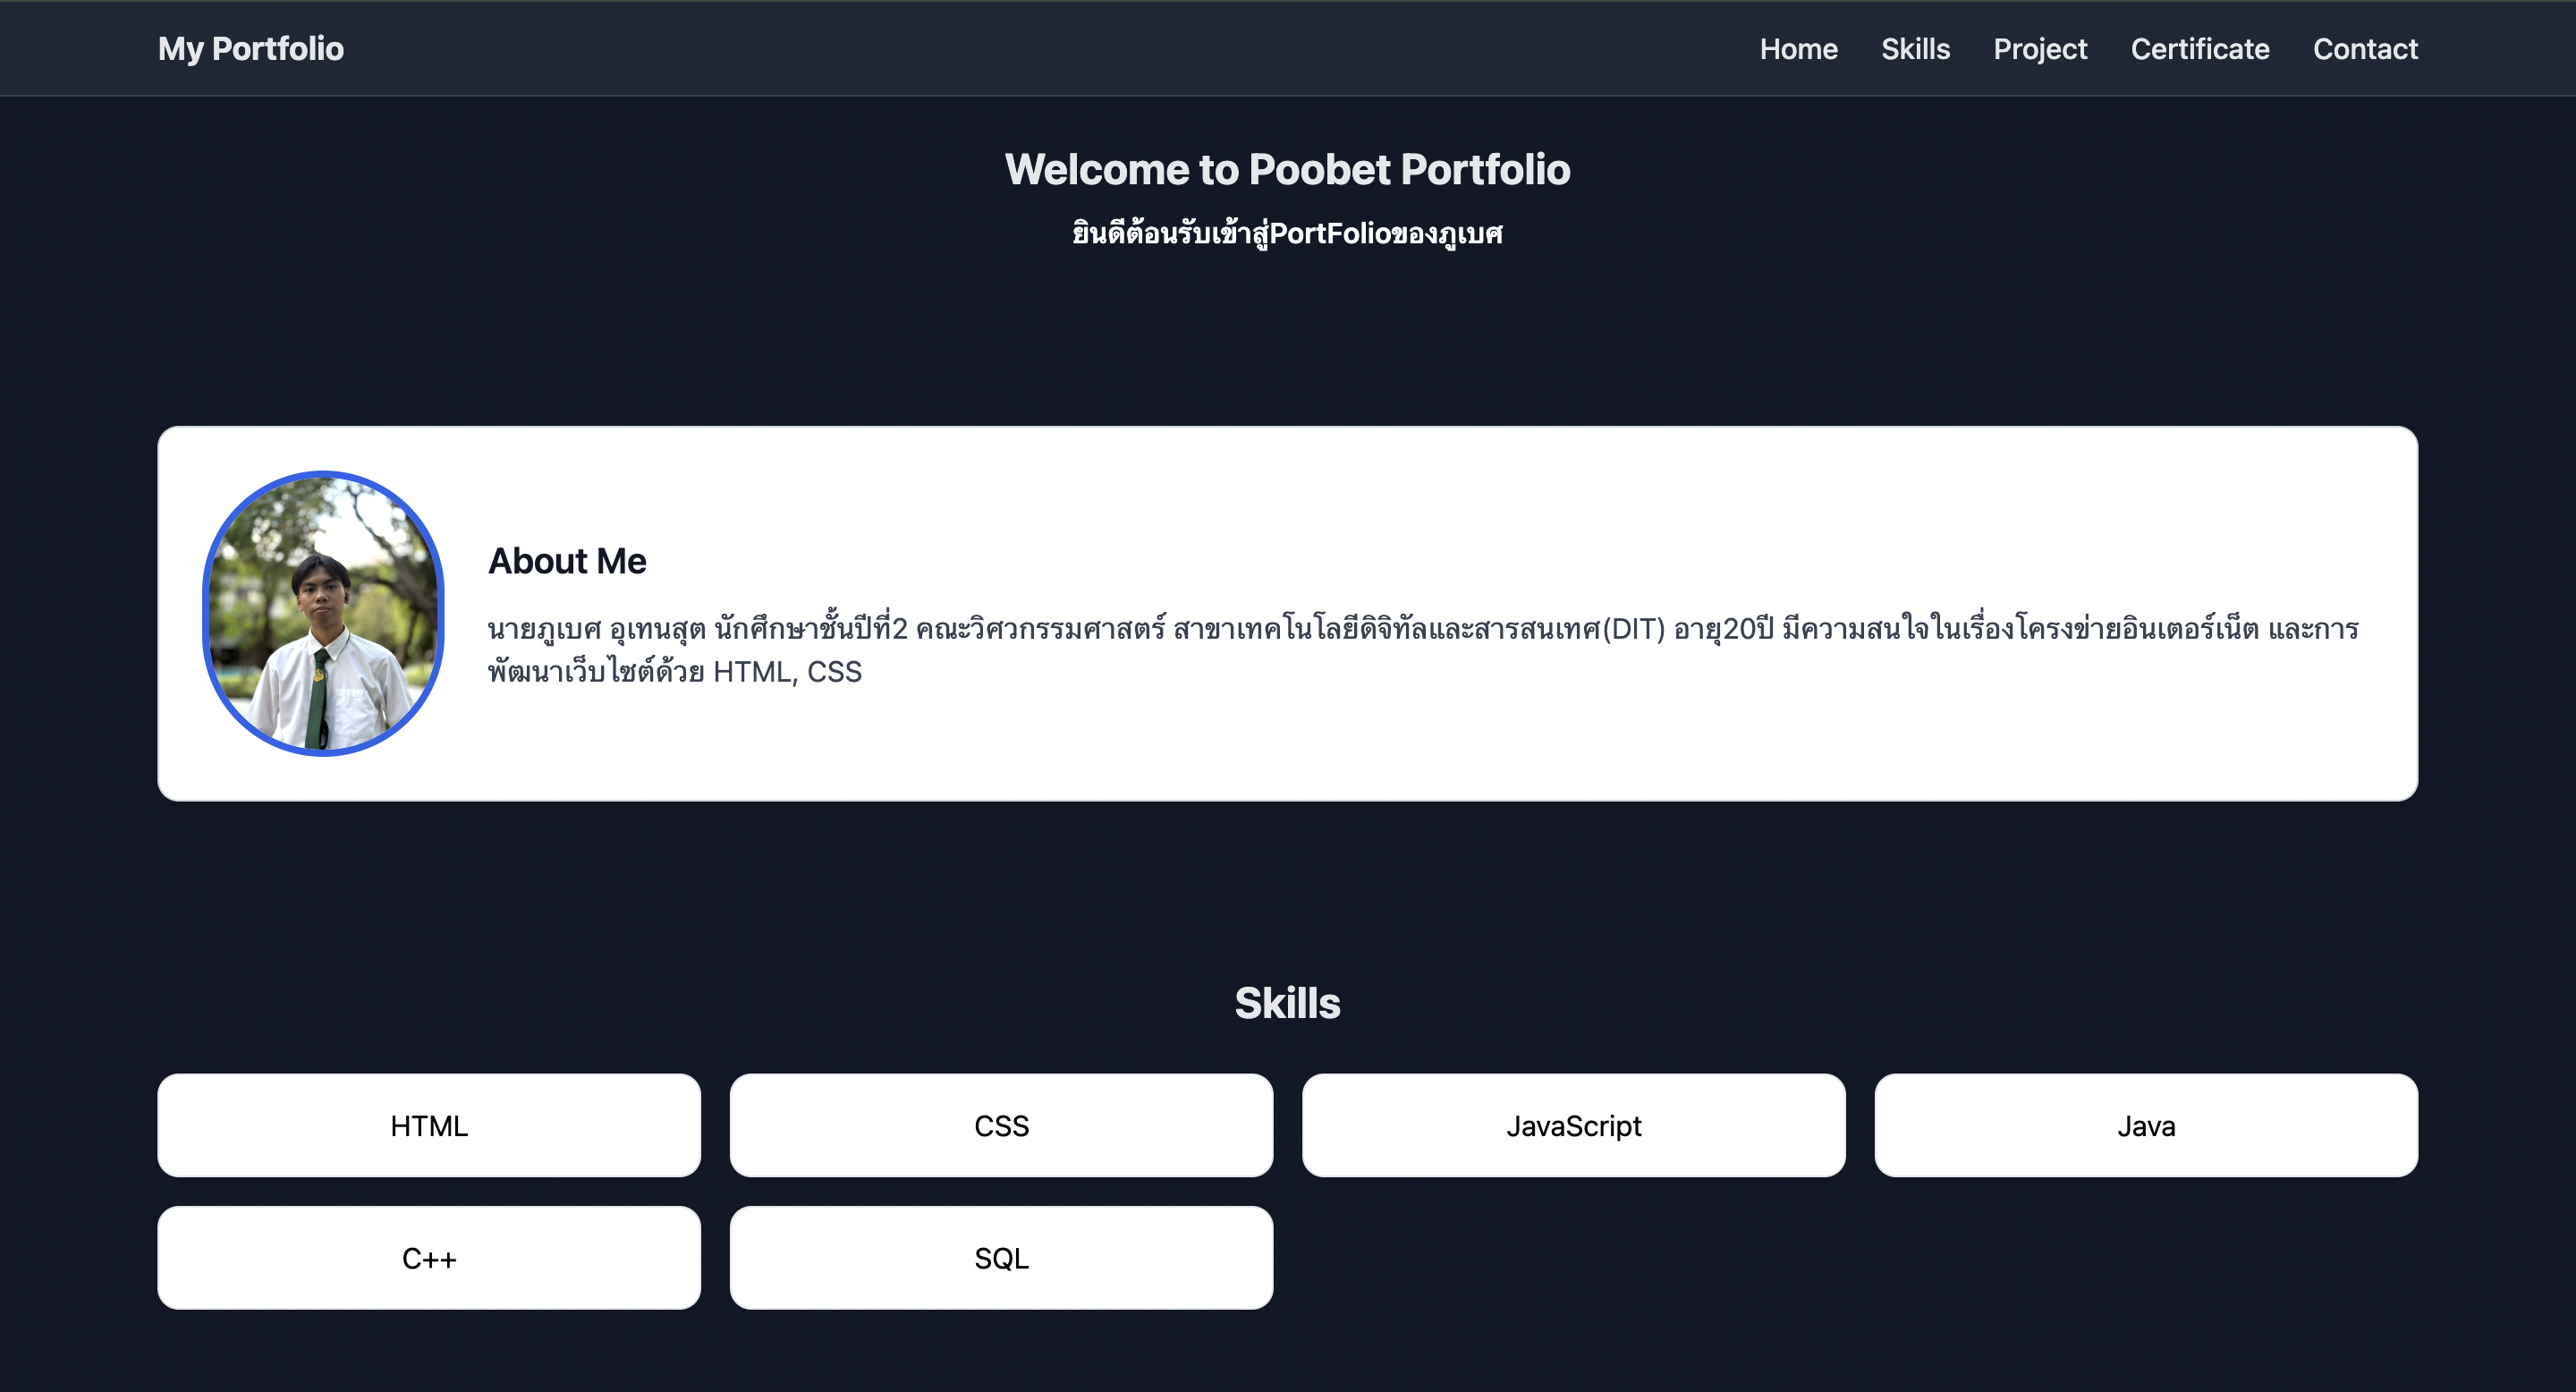 My Portfolio
Home Skills Project Certificate Contact
Welcome to Poobet Portfolio
ยินดีต้อนรับเข้าสู่PortFolioของภูเบศ
About Me
นายภูเบศ อุเทนสุต นักศึกษาชั้นปีที่2 คณะวิศวกรรมศาสตร์ สาขาเทคโนโลยีดิจิทัลและสารสนเทศ(DIT) อายุ20ปี มีความสนใจในเรื่องโครงข่ายอินเตอร์เน็ต และการ
พัฒนาเว็บไซต์ด้วย HTML, CSS
Skills
HTML
CSS
JavaScript
Java
C++
SQL